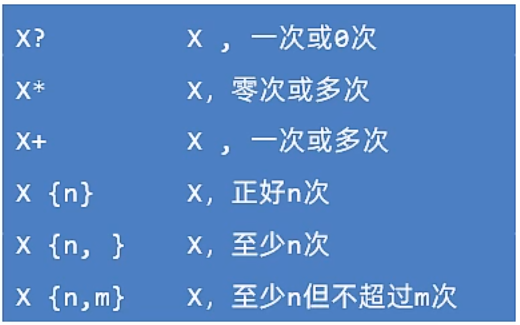 X? X , 一次或0次
X* X, 零次或多次
X+ X , 一次或多次
X {n} X, 正好n次
X {n, } X, 至少n次
X {n,m} X, 至少n但不超过m次